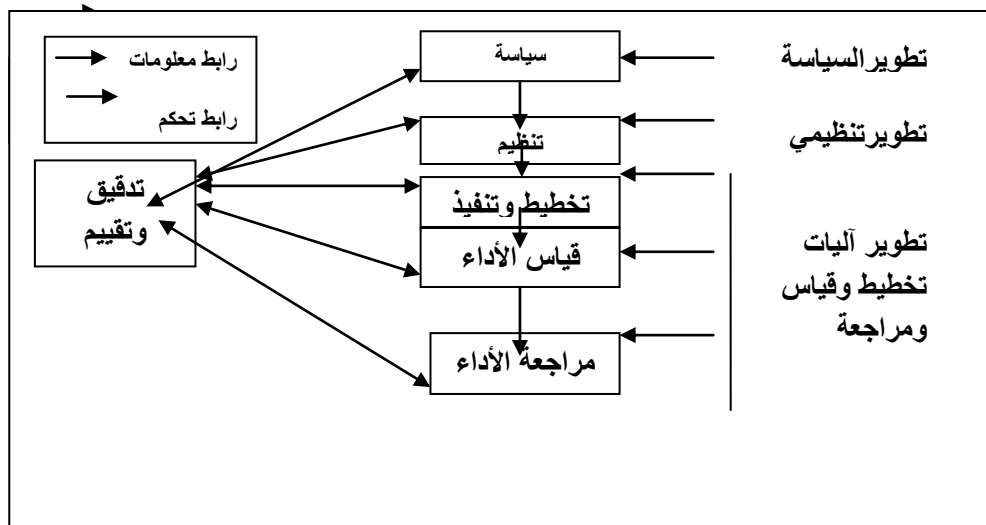 رابط معلومات
رابط تحكم
سياسة
تنظيم
تخطيط وتنفيذ
قياس الأداء
مراجعة الأداء
تطويرالسياسة
تطويرتنظيمي
تطوير آليات
تخطيط وقياس
ومراجعة
تدقيق
وتقييم